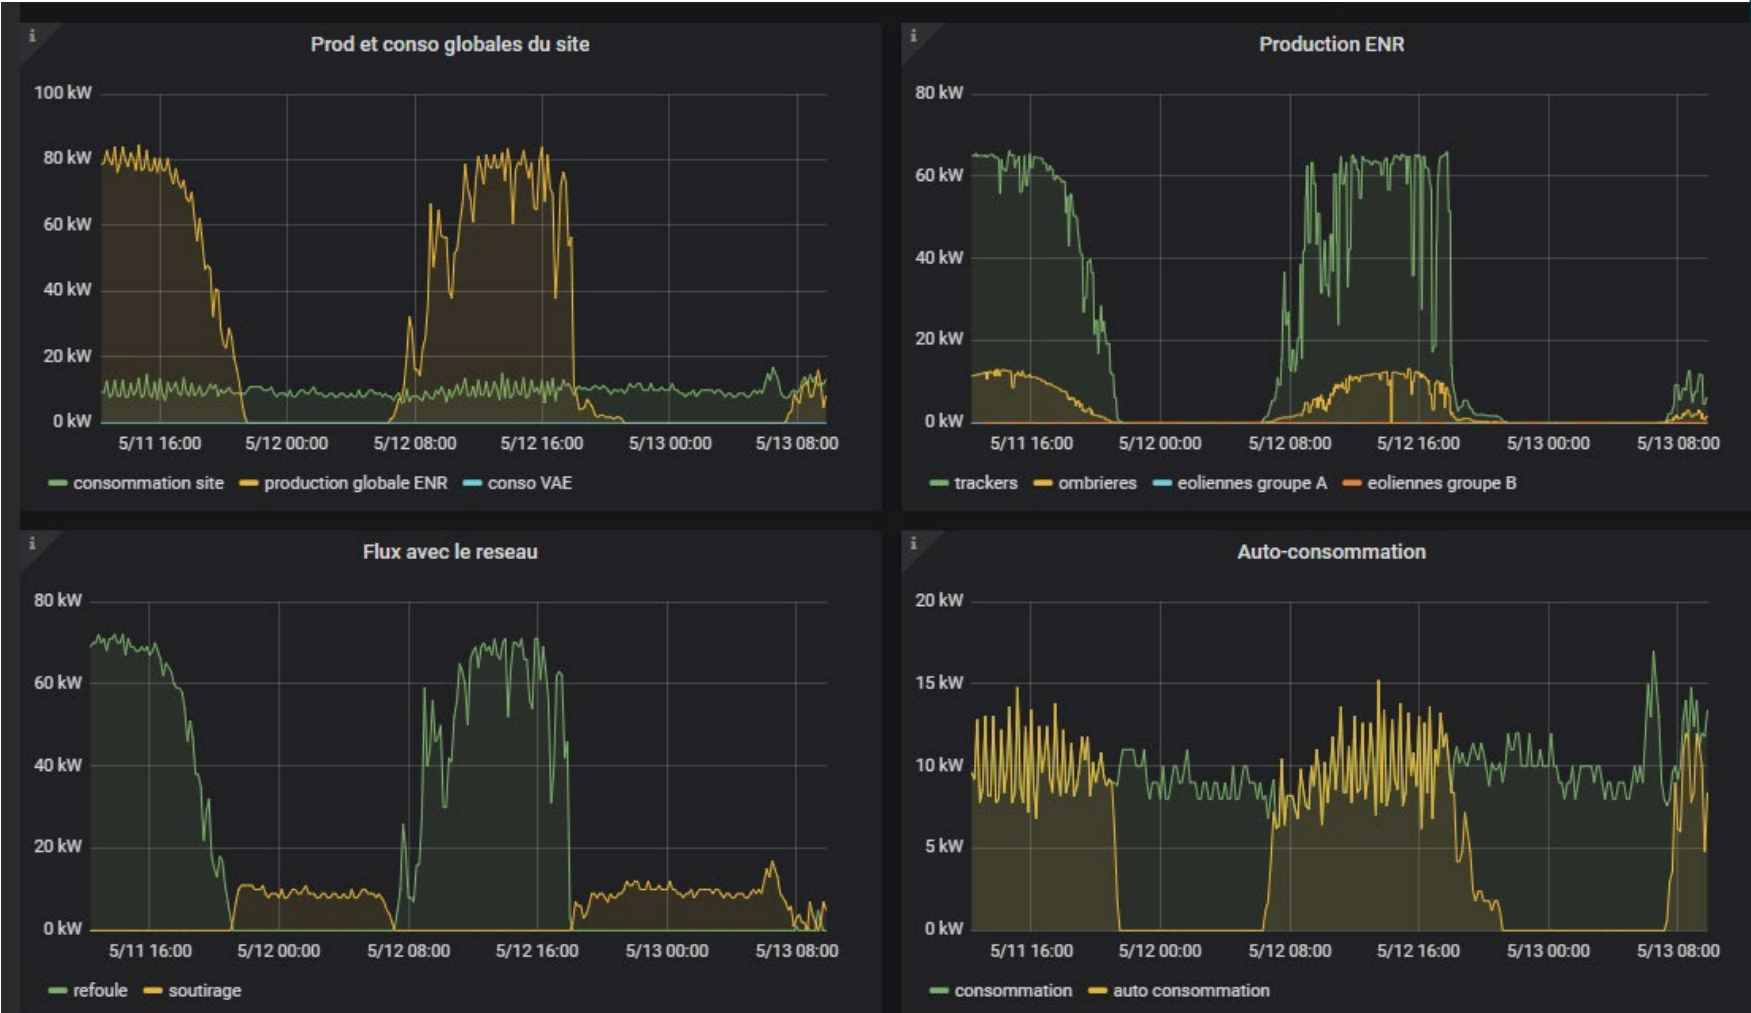 i
Prod et conso globales du site
100 kW
80 kW
60 kW
40 kW
20 kW
0 kW
5/11 16:00 5/12 00:00 5/12 08:00 5/12 16:00 5/13 00:00 5/13 08:00
consommation site production globale ENR conso VAE
i
Production ENR
80 kW
60 kW
40 kW
20 kW
0 kW
5/11 16:00 5/12 00:00 5/12 08:00 5/12 16:00 5/13 00:00 5/13 08:00
trackers ombrieres eoliennes groupe A eoliennes groupe B
i
Flux avec le reseau
80 kW
60 kW
40 kW
20 kW
0 kW
5/11 16:00 5/12 00:00 5/12 08:00 5/12 16:00 5/13 00:00 5/13 08:00
refoule soutirage
i
Auto-consommation
20 kW
15 kW
10 kW
5 kW
0 kW
5/11 16:00 5/12 00:00 5/12 08:00 5/12 16:00 5/13 00:00 5/13 08:00
consommation auto consommation